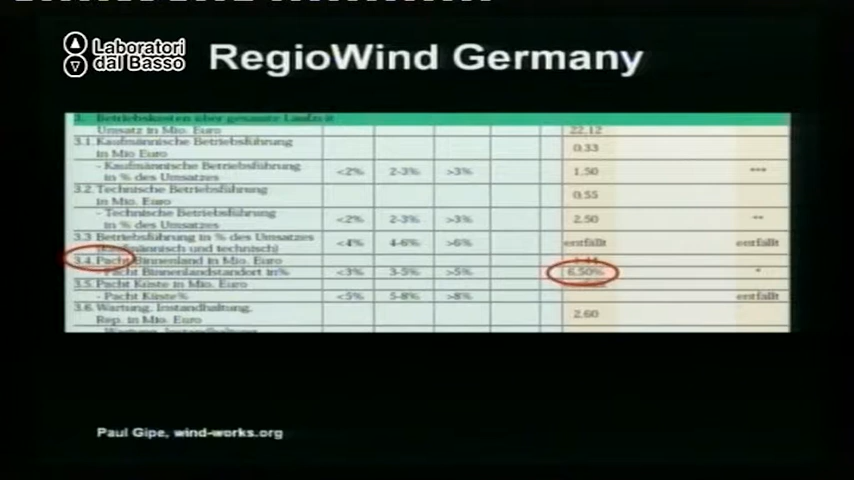 Laboratori
dal Basso
RegioWind Germany
3. Betriebskosten über gesamte Laufzeit
Umsatz in Mio. Euro 22.12
3.1. Kaufmännische Betriebsführung
in Mio Euro 0.33
- Kaufmännische Betriebsführung
in % des Umsatzes <2% 2-3% >3% 1.50 ***
3.2. Technische Betriebsführung
in Mio. Euro 0.55
- Technische Betriebsführung
in % des Umsatzes <2% 2-3% >3% 2.50 **
3.3 Betriebsführung in % des Umsatzes
(kaufmännisch und technisch) <4% 4-6% >6% entfällt entfällt
3.4. Pacht Binnenland in Mio. Euro 1.44
- Pacht Binnenlandstandort in% <3% 3-5% >5% 6.50% *
3.5. Pacht Küste in Mio. Euro
- Pacht Küste% <5% 5-8% >8% entfällt
3.6. Wartung, Instandhaltung,
Rep. in Mio. Euro 2.60
- Wartung, Instandhaltung
Paul Gipe, wind-works.org